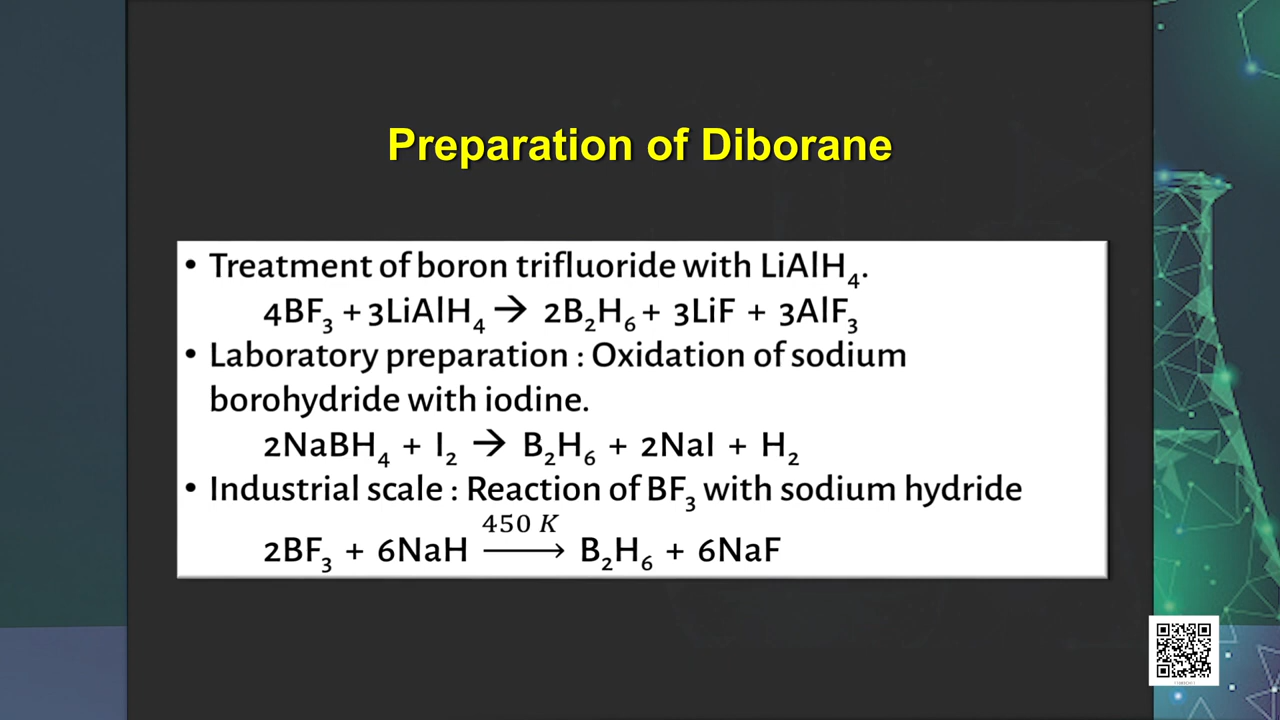 Preparation of Diborane
• Treatment of boron trifluoride with LiAlH₄.
4BF₃ + 3LiAlH₄ → 2B₂H₆ + 3LiF + 3AlF₃
• Laboratory preparation : Oxidation of sodium
borohydride with iodine.
2NaBH₄ + I₂ → B₂H₆ + 2NaI + H₂
• Industrial scale : Reaction of BF₃ with sodium hydride
450 K
2BF₃ + 6NaH ⟶ B₂H₆ + 6NaF